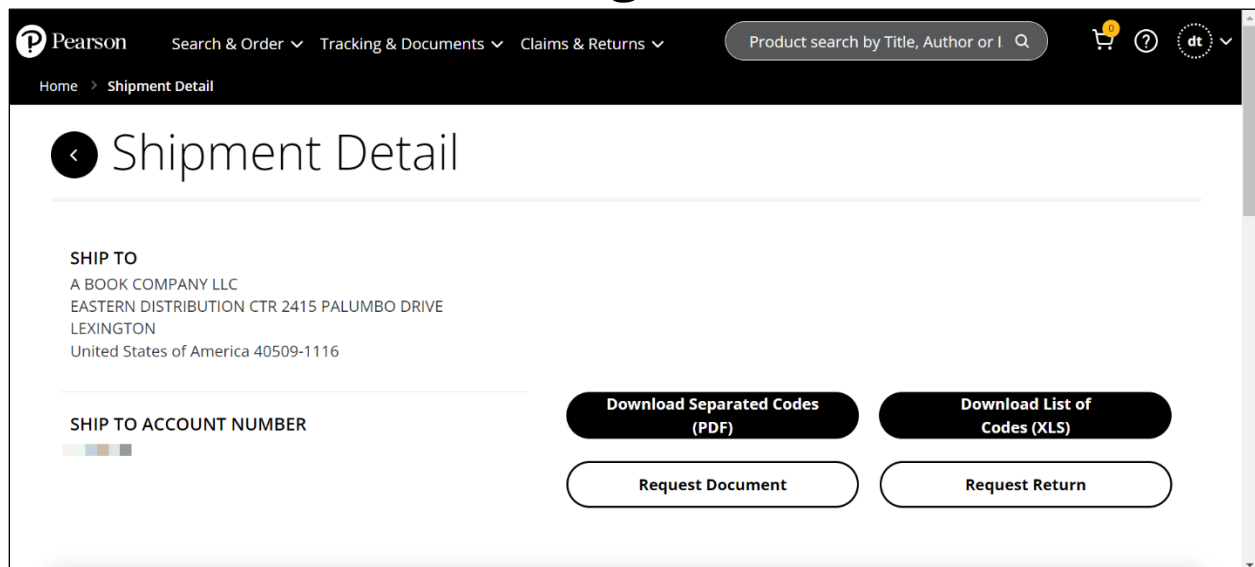 Pearson Search & Order Tracking & Documents Claims & Returns Product search by Title, Author or I. 0 ? dt
Home > Shipment Detail
Shipment Detail
SHIP TO
A BOOK COMPANY LLC
EASTERN DISTRIBUTION CTR 2415 PALUMBO DRIVE
LEXINGTON
United States of America 40509-1116
SHIP TO ACCOUNT NUMBER
Download Separated Codes
(PDF)
Download List of
Codes (XLS)
Request Document
Request Return